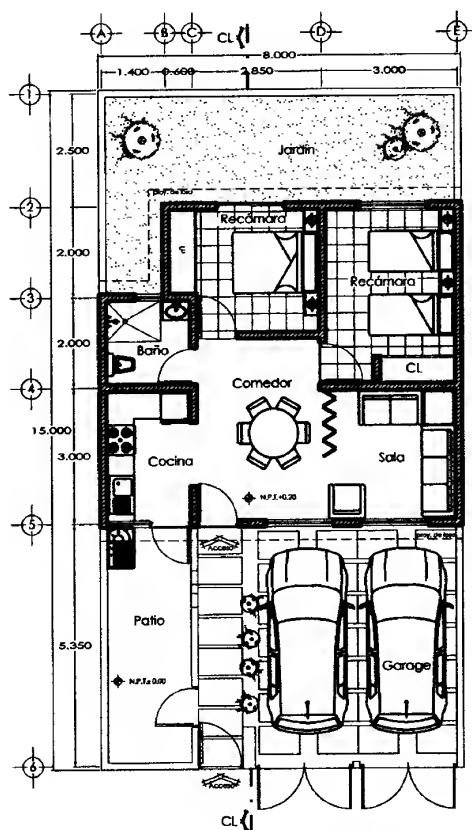 A B C D E
CL
8.000
1.400 0.600 2.850 3.000
1
2.500
Jardín
2
Recámara
2.000
Recámara
3
Baño
2.000
CL
Comedor
4
15.000
3.000
Cocina
Sala
N.P.T.+0.20
5
Acceso
Patio
5.350
Garage
N.P.T.± 0.00
6
Acceso
CL